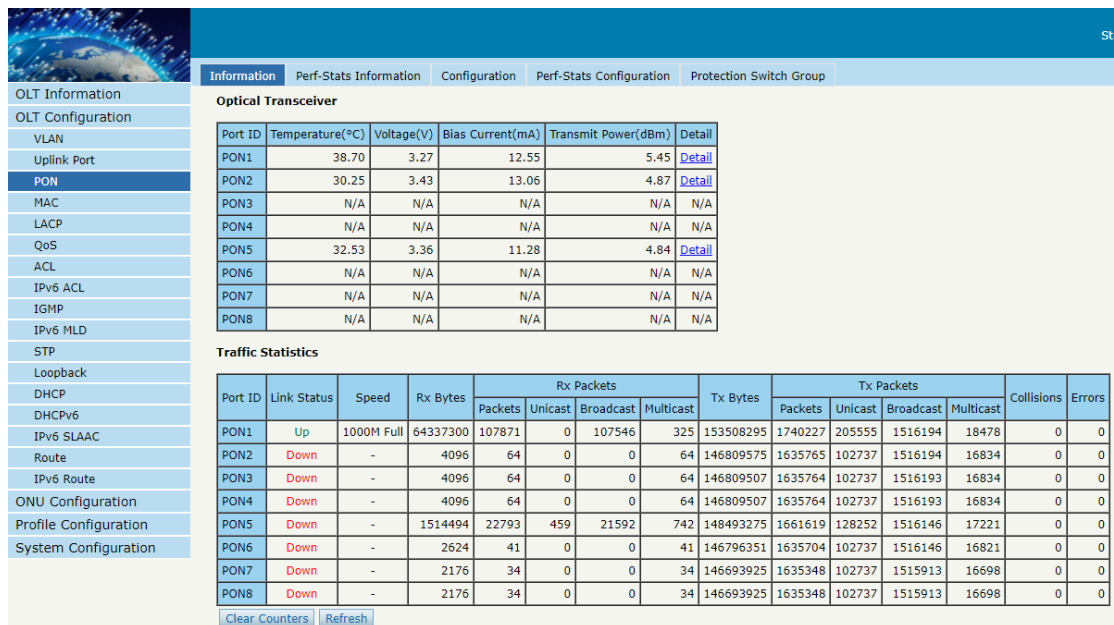 St
Information Perf-Stats Information Configuration Perf-Stats Configuration Protection Switch Group
OLT Information
OLT Configuration
VLAN
Uplink Port
PON
MAC
LACP
QoS
ACL
IPv6 ACL
IGMP
IPv6 MLD
STP
Loopback
DHCP
DHCPv6
IPv6 SLAAC
Route
IPv6 Route
ONU Configuration
Profile Configuration
System Configuration
Optical Transceiver
Port ID Temperature(°C) Voltage(V) Bias Current(mA) Transmit Power(dBm) Detail
PON1 38.70 3.27 12.55 5.45 Detail
PON2 30.25 3.43 13.06 4.87 Detail
PON3 N/A N/A N/A N/A N/A
PON4 N/A N/A N/A N/A N/A
PON5 32.53 3.36 11.28 4.84 Detail
PON6 N/A N/A N/A N/A N/A
PON7 N/A N/A N/A N/A N/A
PON8 N/A N/A N/A N/A N/A
Traffic Statistics
Port ID Link Status Speed Rx Bytes Rx Packets Tx Bytes Tx Packets Collisions Errors
Packets Unicast Broadcast Multicast Packets Unicast Broadcast Multicast
PON1 Up 1000M Full 64337300 107871 0 107546 325 153508295 1740227 205555 1516194 18478 0 0
PON2 Down - 4096 64 0 0 64 146809575 1635765 102737 1516194 16834 0 0
PON3 Down - 4096 64 0 0 64 146809507 1635764 102737 1516193 16834 0 0
PON4 Down - 4096 64 0 0 64 146809507 1635764 102737 1516193 16834 0 0
PON5 Down - 1514494 22793 459 21592 742 148493275 1661619 128252 1516146 17221 0 0
PON6 Down - 2624 41 0 0 41 146796351 1635704 102737 1516146 16821 0 0
PON7 Down - 2176 34 0 0 34 146693925 1635348 102737 1515913 16698 0 0
PON8 Down - 2176 34 0 0 34 146693925 1635348 102737 1515913 16698 0 0
Clear Counters Refresh